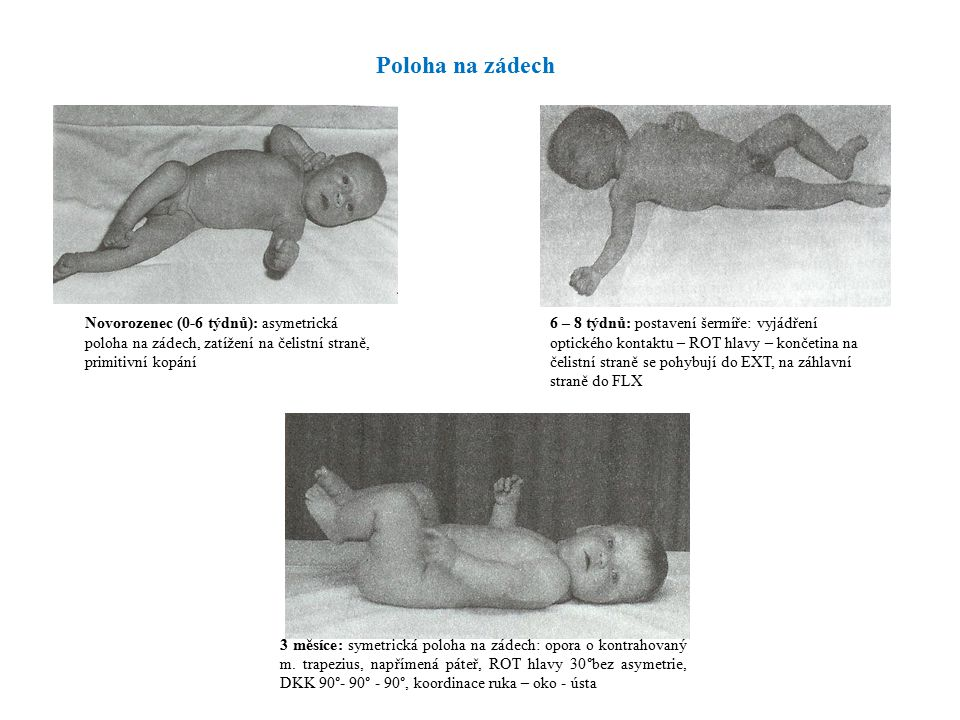 Poloha na zádech
Novorozenec (0-6 týdnů): asymetrická
poloha na zádech, zatížení na čelistní straně,
primitivní kopání
6 – 8 týdnů: postavení šermíře: vyjádření
optického kontaktu – ROT hlavy – končetina na
čelistní straně se pohybují do EXT, na záhlavní
straně do FLX
3 měsíce: symetrická poloha na zádech: opora o kontrahovaný
m. trapezius, napřímená páteř, ROT hlavy 30°bez asymetrie,
DKK 90°- 90° - 90°, koordinace ruka – oko - ústa